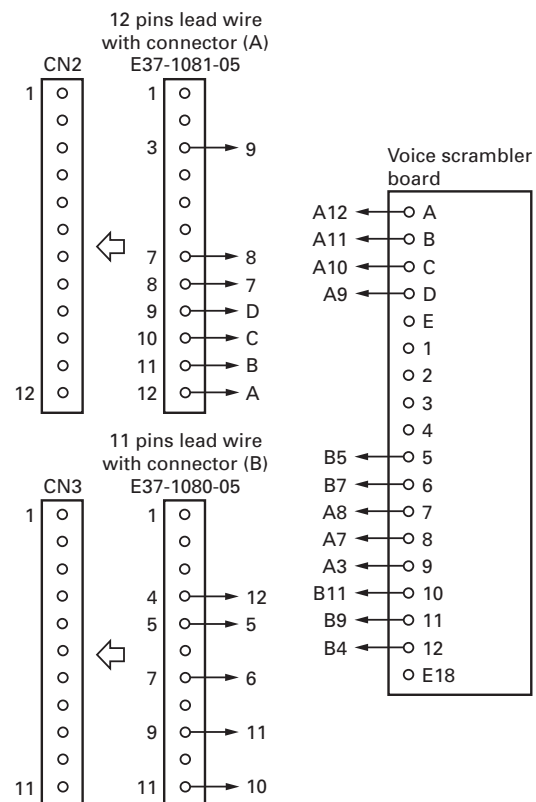 12 pins lead wire
with connector (A)
CN2 E37-1081-05
1 1
3 9
7 8
8 7
9 D
10 C
11 B
12 12 A
11 pins lead wire
with connector (B)
CN3 E37-1080-05
1 1
4 12
5 5
7 6
9 11
11 11 10
Voice scrambler
board
A12 A
A11 B
A10 C
A9 D
E
1
2
3
4
B5 5
B7 6
A8 7
A7 8
A3 9
B11 10
B9 11
B4 12
E18